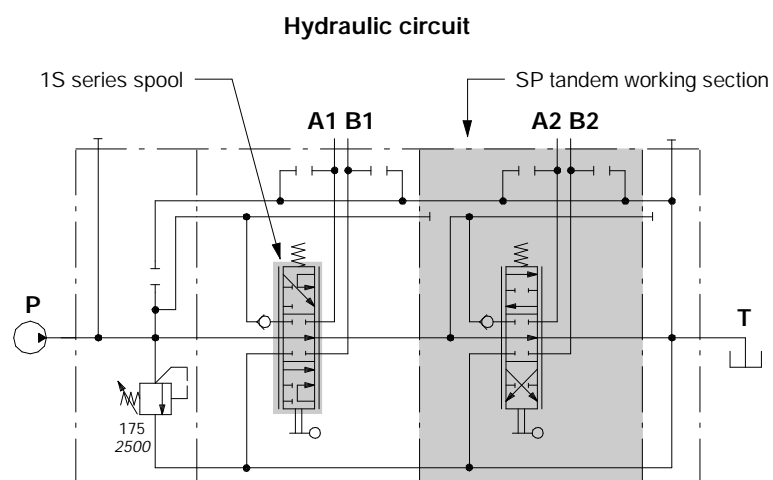 Hydraulic circuit
1S series spool
SP tandem working section
A1 B1
A2 B2
P
T
175
2500